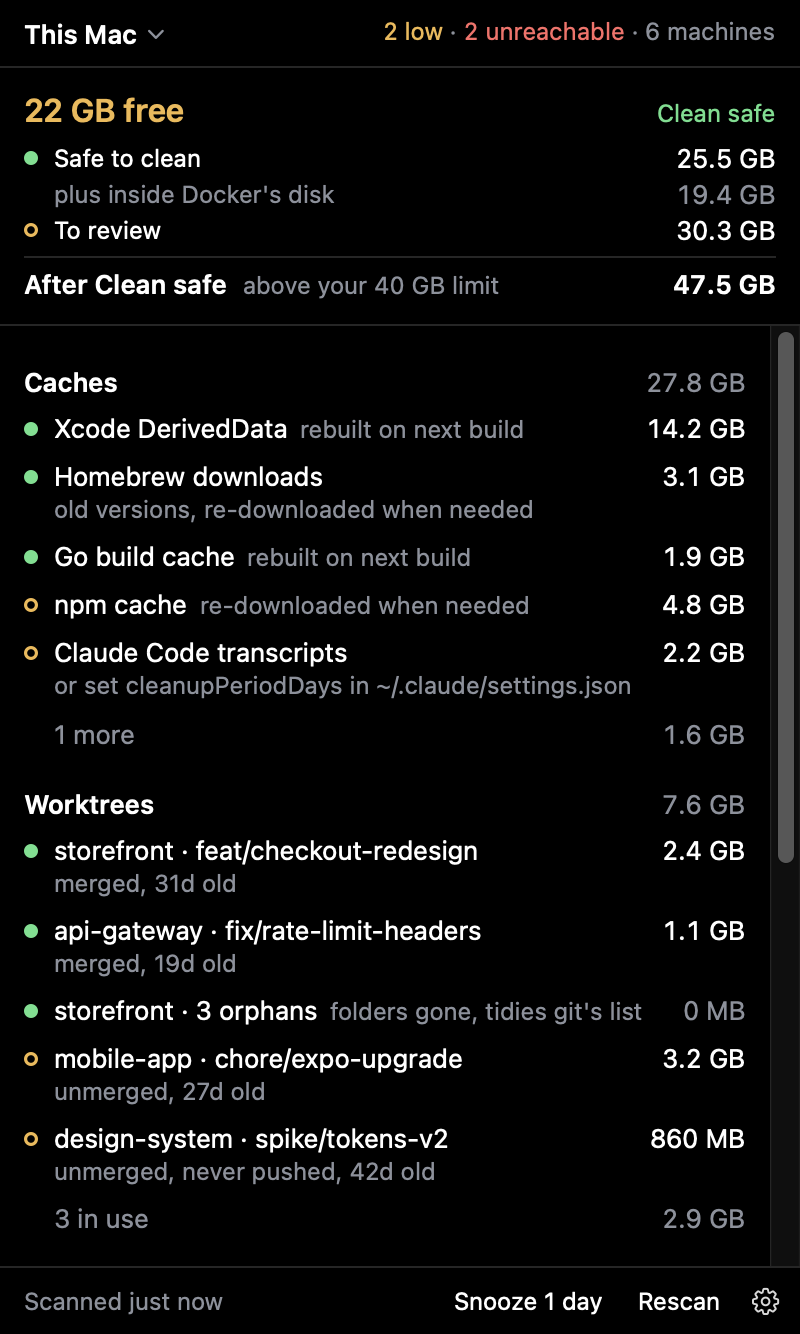 This Mac 2 low · 2 unreachable · 6 machines
22 GB free Clean safe
Safe to clean 25.5 GB
plus inside Docker's disk 19.4 GB
To review 30.3 GB
After Clean safe above your 40 GB limit 47.5 GB
Caches 27.8 GB
Xcode DerivedData rebuilt on next build 14.2 GB
Homebrew downloads 3.1 GB
old versions, re-downloaded when needed
Go build cache rebuilt on next build 1.9 GB
npm cache re-downloaded when needed 4.8 GB
Claude Code transcripts 2.2 GB
or set cleanupPeriodDays in ~/.claude/settings.json
1 more 1.6 GB
Worktrees 7.6 GB
storefront · feat/checkout-redesign 2.4 GB
merged, 31d old
api-gateway · fix/rate-limit-headers 1.1 GB
merged, 19d old
storefront · 3 orphans folders gone, tidies git's list 0 MB
mobile-app · chore/expo-upgrade 3.2 GB
unmerged, 27d old
design-system · spike/tokens-v2 860 MB
unmerged, never pushed, 42d old
3 in use 2.9 GB
Scanned just now Snooze 1 day Rescan